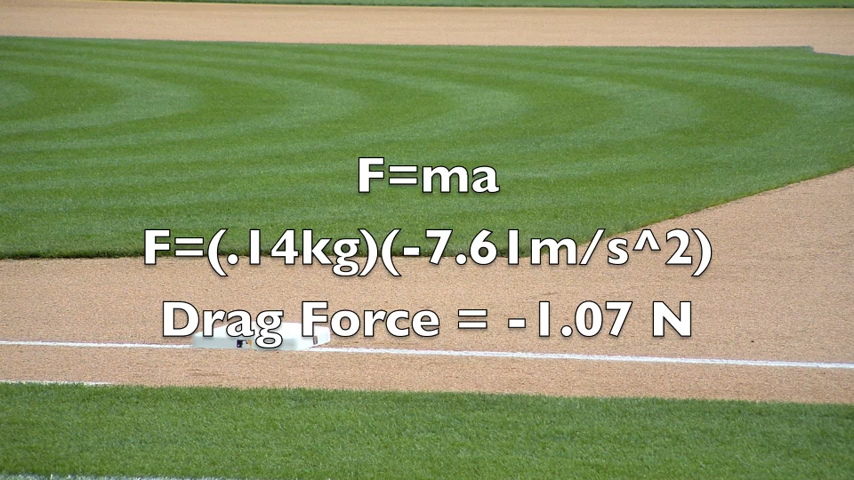 F=ma
F=(.14kg)(-7.61m/s^2)
Drag Force = -1.07 N